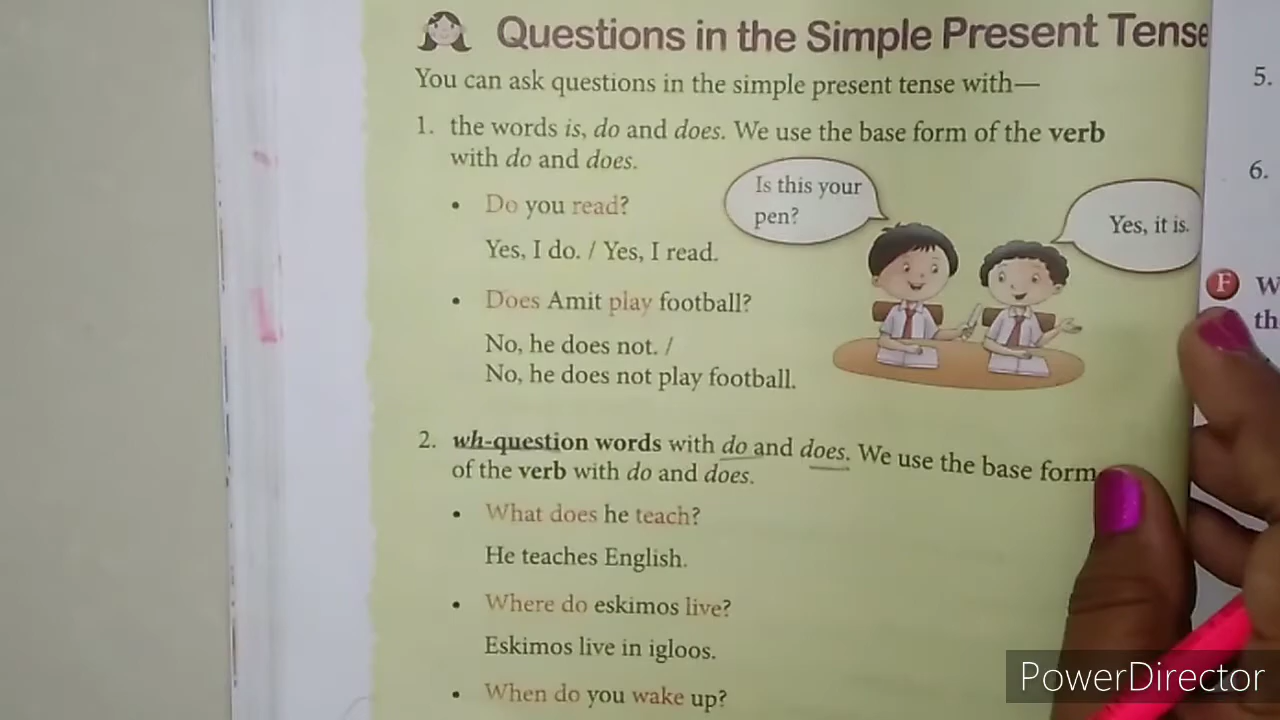 Questions in the Simple Present Tense
You can ask questions in the simple present tense with—
1. the words is, do and does. We use the base form of the verb
with do and does.
• Do you read?
Yes, I do. / Yes, I read.
• Does Amit play football?
No, he does not. /
No, he does not play football.
Is this your
pen?
Yes, it is.
2. wh-question words with do and does. We use the base form
of the verb with do and does.
• What does he teach?
He teaches English.
• Where do eskimos live?
Eskimos live in igloos.
• When do you wake up?
5.
6.
F
PowerDirector